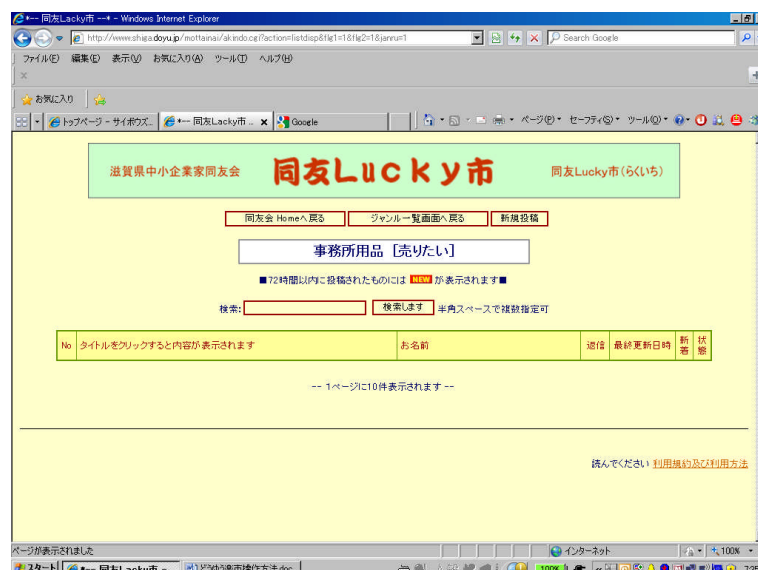 *--- 同友Lacky市 ---* - Windows Internet Explorer
http://www.shiga.doyu.jp/mottainai/akindo.cgi?action=listdisp&flg1=1&flg2=1&janru=1
Search Google
ファイル(F) 編集(E) 表示(V) お気に入り(A) ツール(T) ヘルプ(H)
お気に入り
トップページ - サイボウズ... *--- 同友Lacky市 ... Google ページ(P) セーフティ(S) ツール(O)
滋賀県中小企業家同友会 同友Lucky市 同友Lucky市(らくいち)
同友会 Homeへ戻る ジャンル一覧画面へ戻る 新規投稿
事務所用品 [売りたい]
■72時間以内に投稿されたものには NEW が表示されます■
検索: 検索します 半角スペースで複数指定可
No タイトルをクリックすると内容が表示されます お名前 返信 最終更新日時 新着 状態
-- 1ページに10件表示されます --
読んでください 利用規約及び利用方法
ページが表示されました インターネット 100%
スタート *--- 同友Lacky市 - 100%